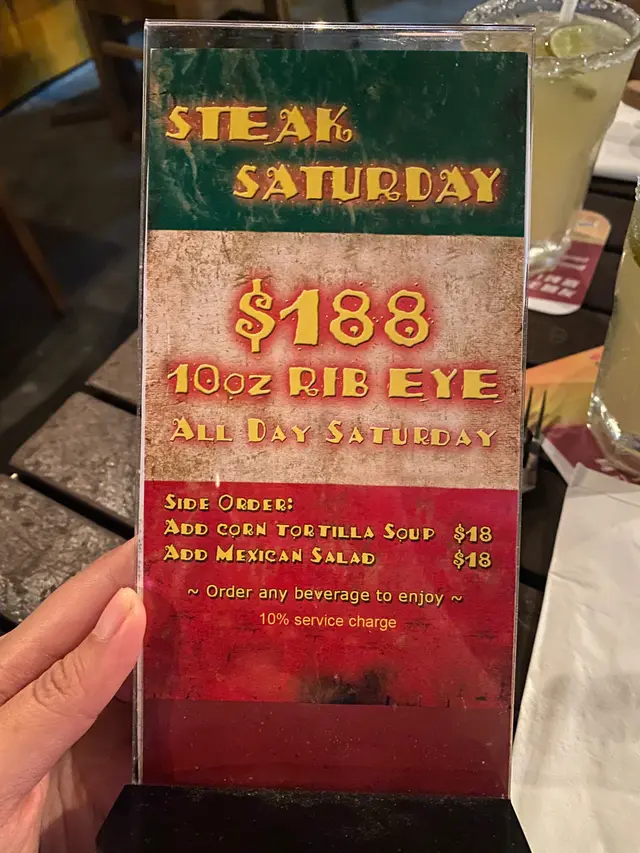 STEAK
SATURDAY
$188
10oz RIB EYE
ALL DAY SATURDAY
SIDE ORDER:
ADD CORN TORTILLA SOUP $18
ADD MEXICAN SALAD $18
~ Order any beverage to enjoy ~
10% service charge